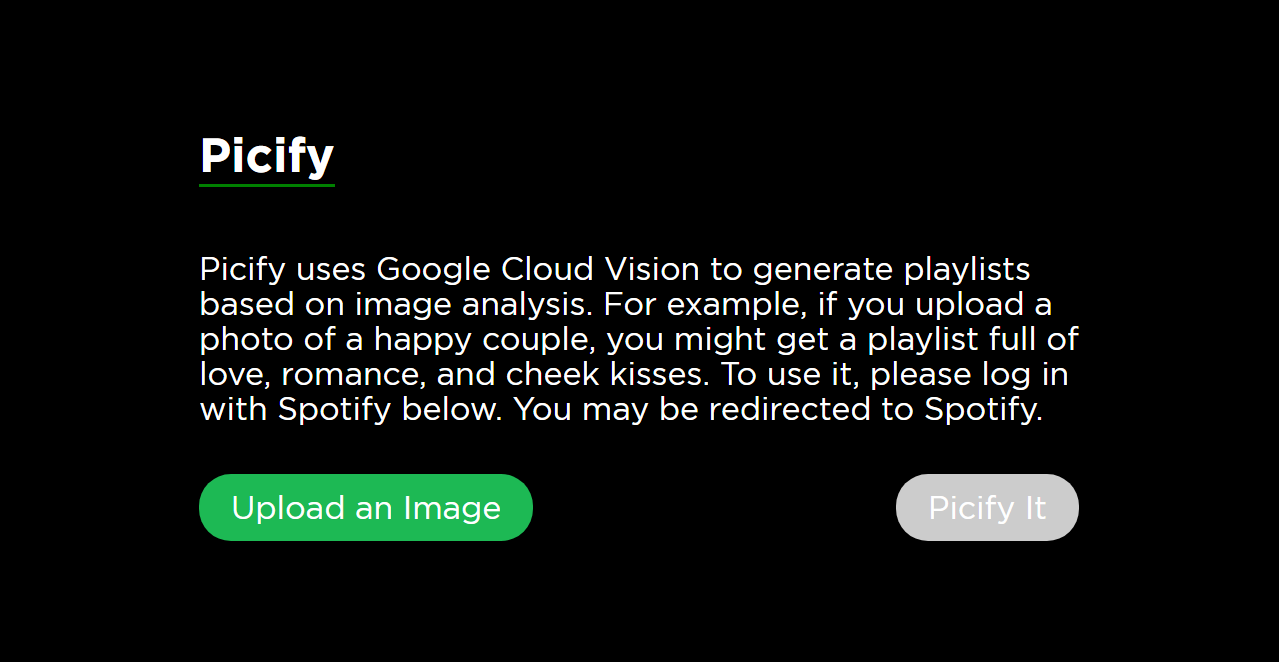 Picify
Picify uses Google Cloud Vision to generate playlists
based on image analysis. For example, if you upload a
photo of a happy couple, you might get a playlist full of
love, romance, and cheek kisses. To use it, please log in
with Spotify below. You may be redirected to Spotify.
Upload an Image
Picify It